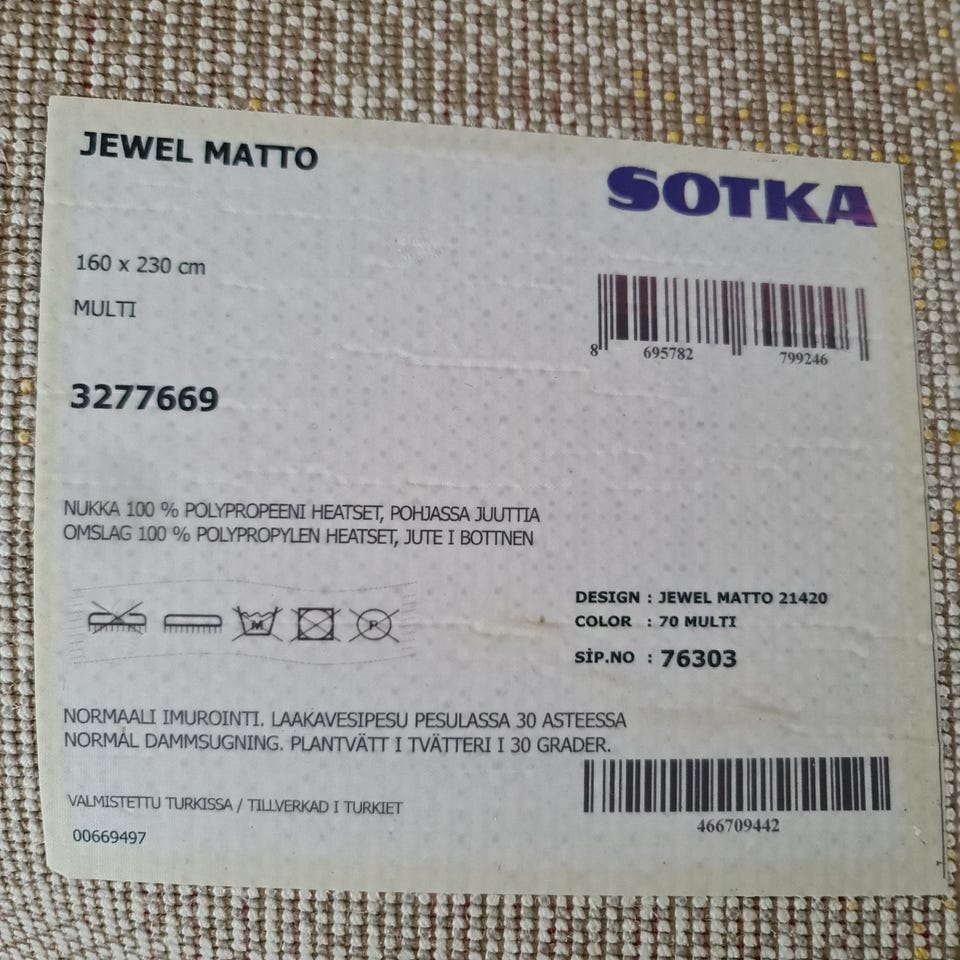 JEWEL MATTO
SOTKA
160 x 230 cm
MULTI
8 695782 799246
3277669
NUKKA 100 % POLYPROPEENI HEATSET, POHJASSA JUUTTIA
OMSLAG 100 % POLYPROPYLEN HEATSET, JUTE I BOTTNEN
M
P
DESIGN : JEWEL MATTO 21420
COLOR : 70 MULTI
SİP.NO : 76303
NORMAALI IMUROINTI. LAAKAVESIPESU PESULASSA 30 ASTEESSA
NORMAL DAMMSUGNING. PLANTVÄTT I TVÄTTERI I 30 GRADER.
466709442
VALMISTETTU TURKISSA / TILLVERKAD I TURKIET
00669497